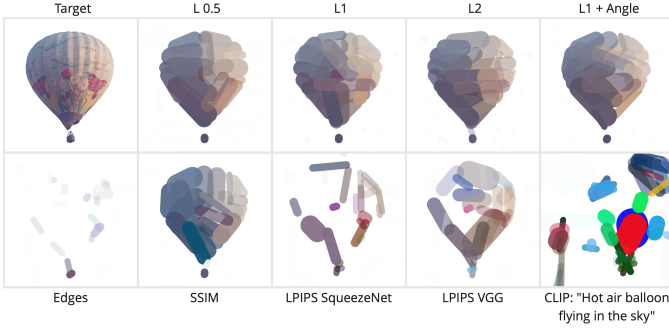 Target
L 0.5
L1
L2
L1 + Angle
Edges
SSIM
LPIPS SqueezeNet
LPIPS VGG
CLIP: "Hot air balloon
flying in the sky"